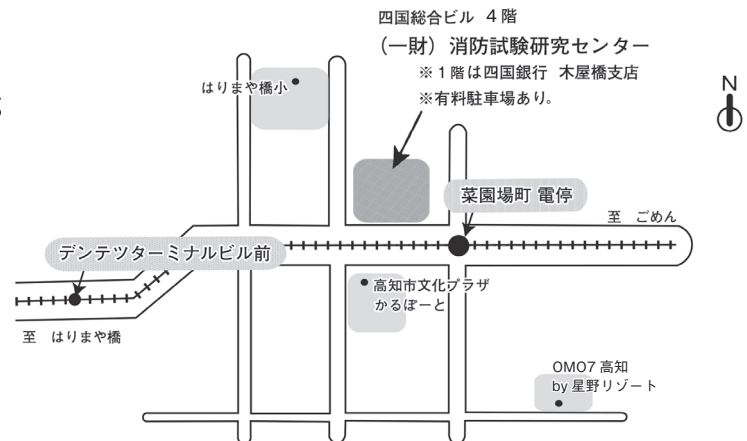 四国総合ビル 4階
（一財）消防試験研究センター
※１階は四国銀行 木屋橋支店
※有料駐車場あり。
はりまや橋小
N
菜園場町 電停
至 ごめん
デンテツターミナルビル前
高知市文化プラザ
かるぽーと
至 はりまや橋
OMO7 高知
by 星野リゾート